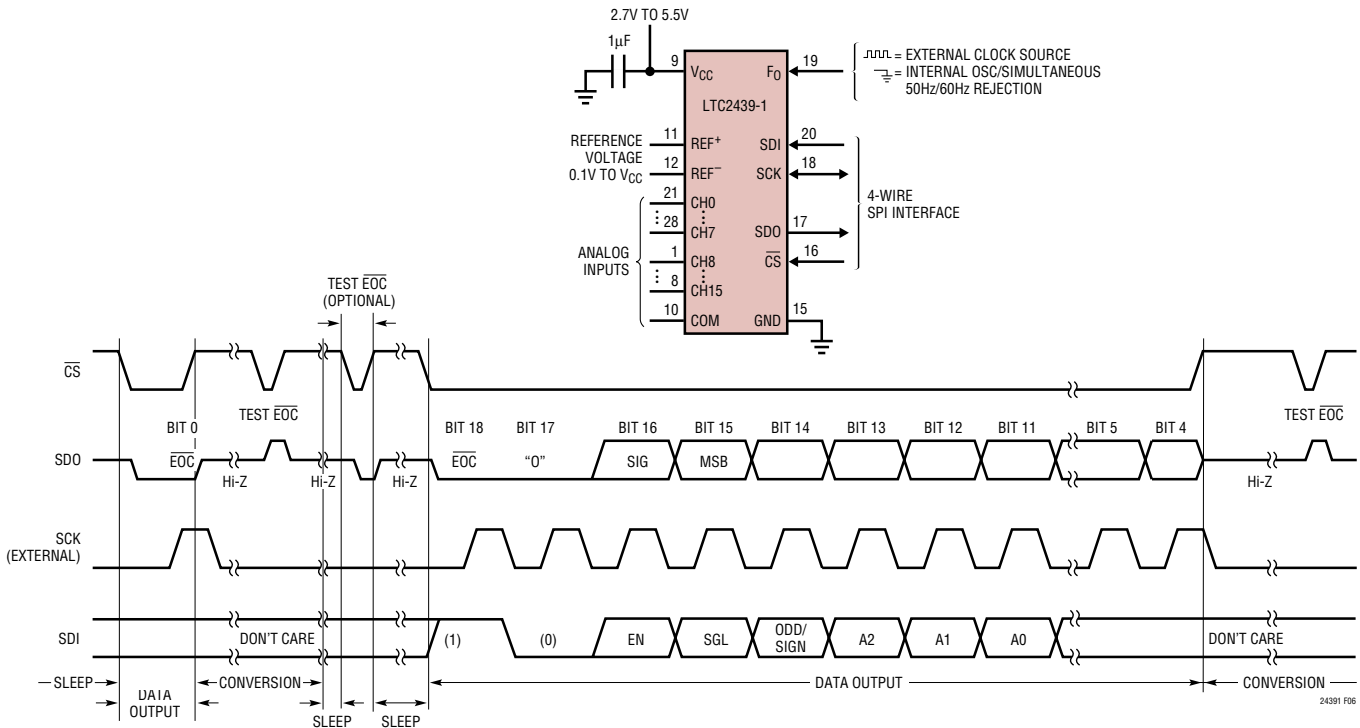 2.7V TO 5.5V
1µF
9
VCC
FO
19
= EXTERNAL CLOCK SOURCE
= INTERNAL OSC/SIMULTANEOUS
50Hz/60Hz REJECTION
LTC2439-1
REFERENCE
VOLTAGE
0.1V TO VCC
11
REF+
12
REF–
SDI
20
SCK
18
SDO
17
CS
16
4-WIRE
SPI INTERFACE
ANALOG
INPUTS
21
CH0
28
CH7
1
CH8
8
CH15
10
COM
GND
15
TEST EOC
(OPTIONAL)
CS
TEST EOC
TEST EOC
BIT 0
BIT 18
BIT 17
BIT 16
BIT 15
BIT 14
BIT 13
BIT 12
BIT 11
BIT 5
BIT 4
SDO
EOC
Hi-Z
Hi-Z
Hi-Z
EOC
“0”
SIG
MSB
Hi-Z
SCK
(EXTERNAL)
SDI
DON'T CARE
(1)
(0)
EN
SGL
ODD/
SIGN
A2
A1
A0
DON'T CARE
SLEEP
DATA
OUTPUT
CONVERSION
SLEEP
SLEEP
DATA OUTPUT
CONVERSION
24391 F06